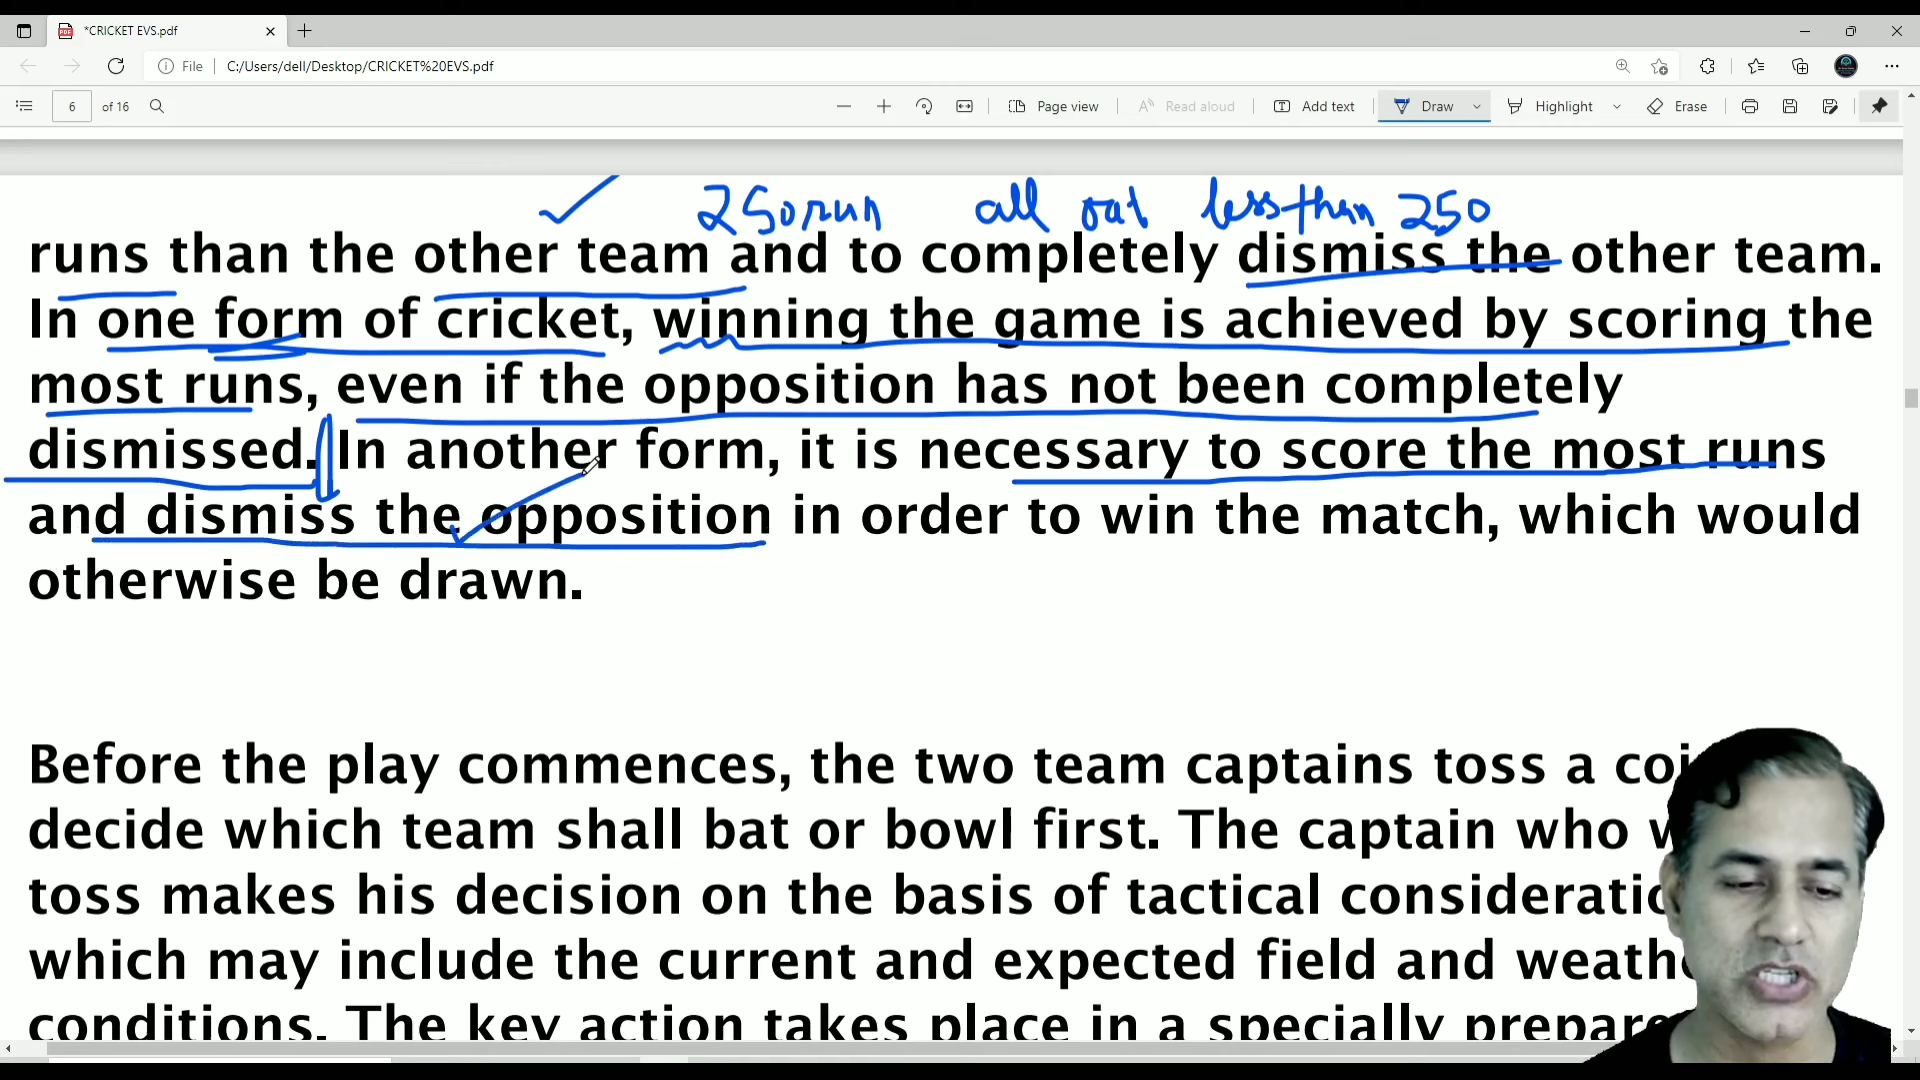 *CRICKET EVS.pdf
File C:/Users/dell/Desktop/CRICKET%20EVS.pdf
6 of 16 Page view Read aloud Add text Draw Highlight Erase
250 run all out less than 250
runs than the other team and to completely dismiss the other team.
In one form of cricket, winning the game is achieved by scoring the
most runs, even if the opposition has not been completely
dismissed. In another form, it is necessary to score the most runs
and dismiss the opposition in order to win the match, which would
otherwise be drawn.
Before the play commences, the two team captains toss a
decide which team shall bat or bowl first. The captain who
toss makes his decision on the basis of tactical
which may include the current and expected field and
conditions. The key action takes place in a specially